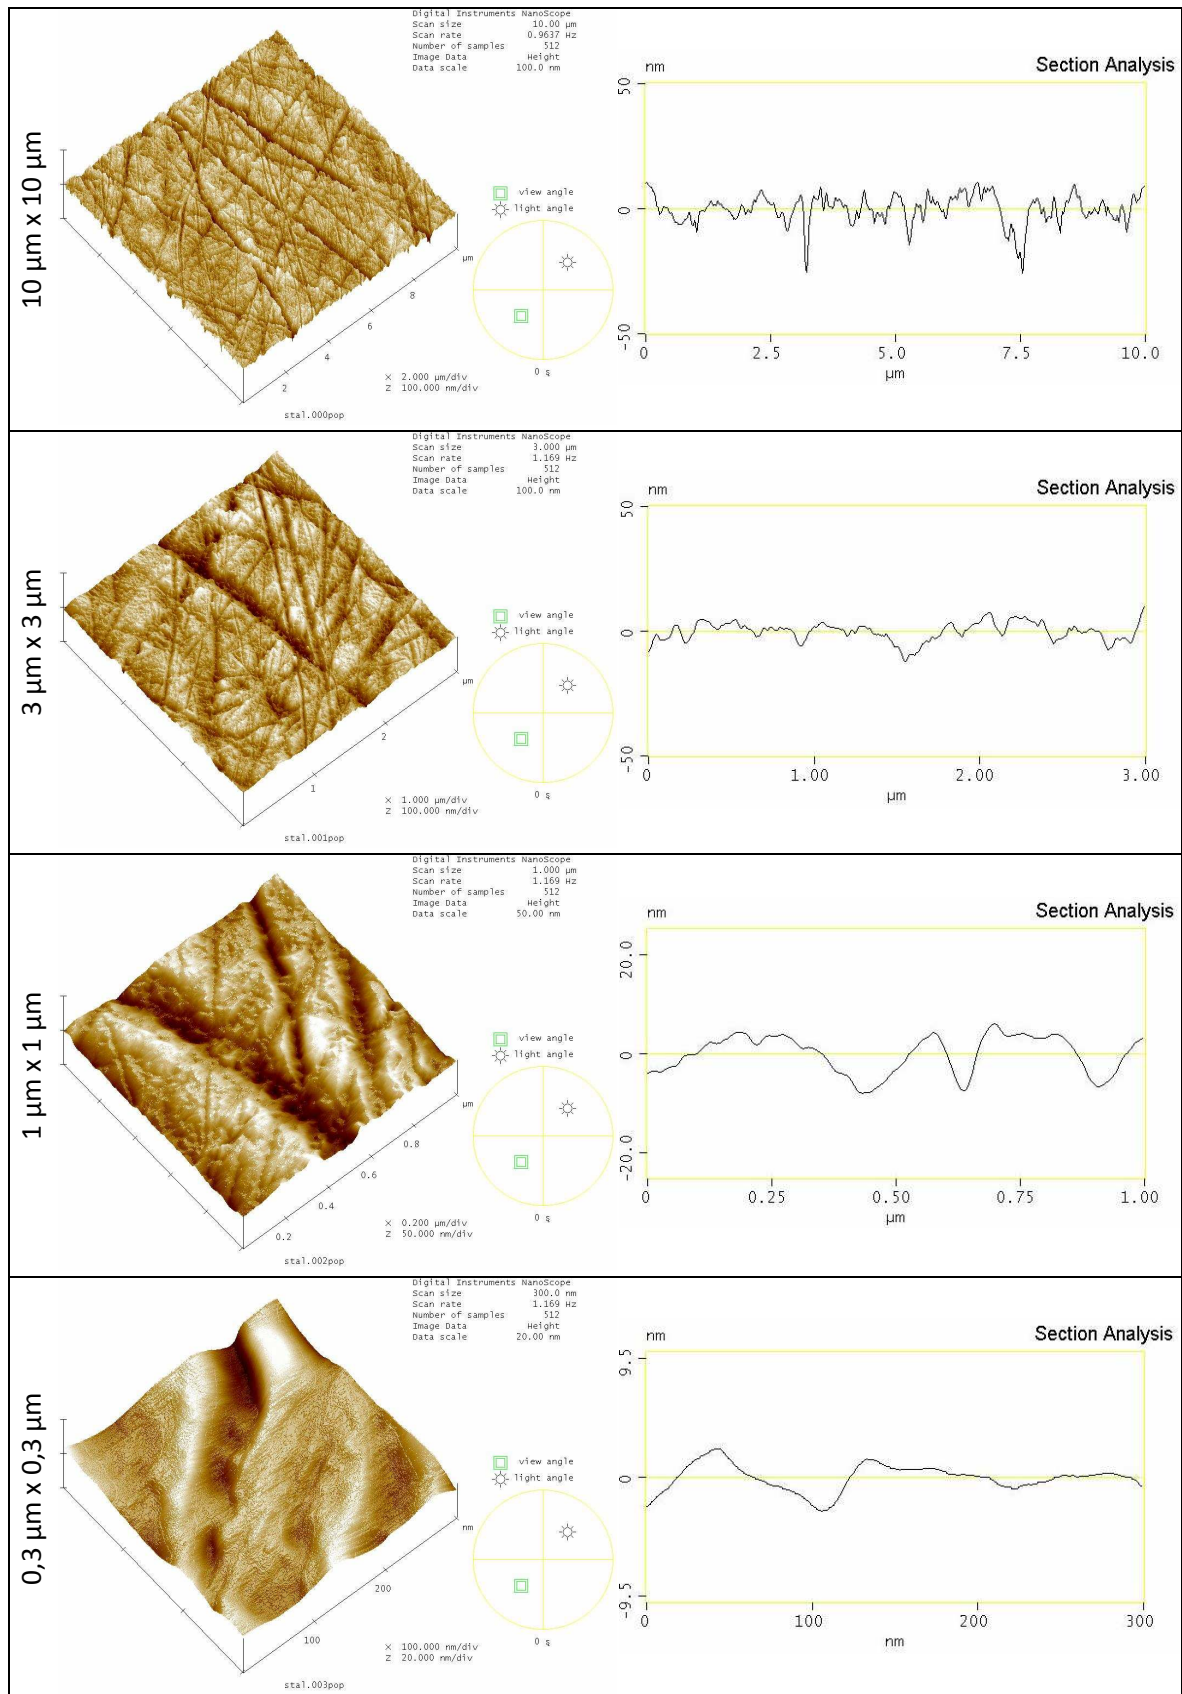 10 µm x 10 µm
Digital Instruments NanoScope
Scan size 10.00 µm
Scan rate 0.9637 Hz
Number of samples 512
Image Data Height
Data scale 100.0 nm
view angle
light angle
0 §
µm
8
6
4
2
X 2.000 µm/div
Z 100.000 nm/div
stal.000pop
nm
Section Analysis
50
0
-50
0 2.5 5.0 7.5 10.0
µm
3 µm x 3 µm
Digital Instruments NanoScope
Scan size 3.000 µm
Scan rate 1.169 Hz
Number of samples 512
Image Data Height
Data scale 100.0 nm
view angle
light angle
0 §
µm
2
1
X 1.000 µm/div
Z 100.000 nm/div
stal.001pop
nm
Section Analysis
50
0
-50
0 1.00 2.00 3.00
µm
1 µm x 1 µm
Digital Instruments NanoScope
Scan size 1.000 µm
Scan rate 1.169 Hz
Number of samples 512
Image Data Height
Data scale 50.00 nm
view angle
light angle
0 §
µm
0.8
0.6
0.4
0.2
X 0.200 µm/div
Z 50.000 nm/div
stal.002pop
nm
Section Analysis
20.0
0
-20.0
0 0.25 0.50 0.75 1.00
µm
0,3 µm x 0,3 µm
Digital Instruments NanoScope
Scan size 300.0 nm
Scan rate 1.169 Hz
Number of samples 512
Image Data Height
Data scale 20.00 nm
view angle
light angle
0 §
nm
200
100
X 100.000 nm/div
Z 20.000 nm/div
stal.003pop
nm
Section Analysis
9.5
0
-9.5
0 100 200 300
nm